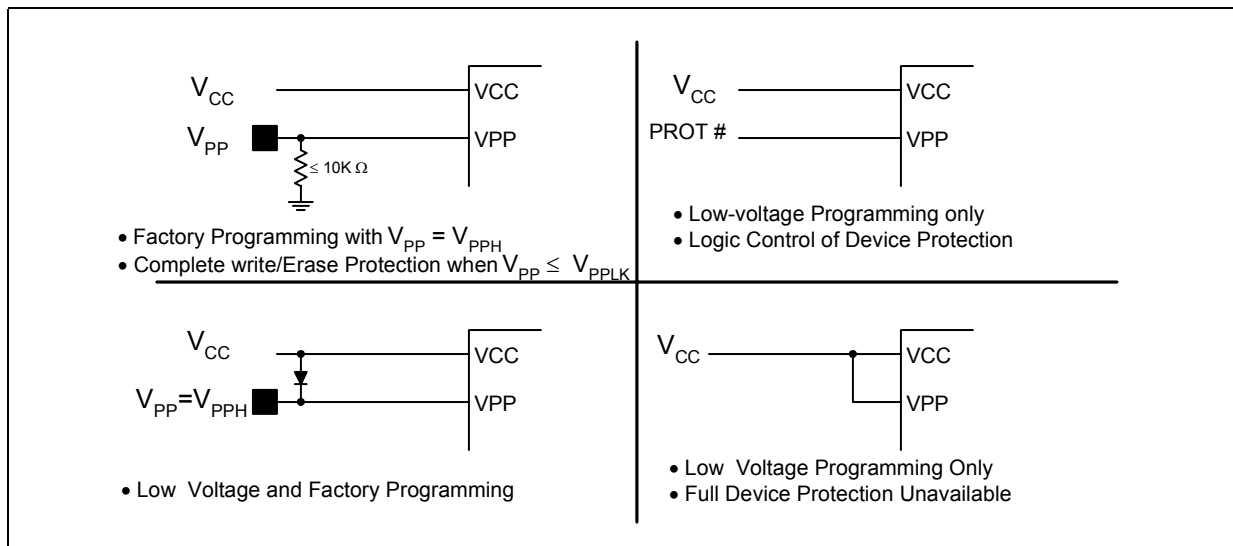 V_CC
VCC
V_PP
VPP
≤ 10K Ω
• Factory Programming with V_PP = V_PPH
• Complete write/Erase Protection when V_PP ≤ V_PPLK
V_CC
VCC
PROT #
VPP
• Low-voltage Programming only
• Logic Control of Device Protection
V_CC
VCC
V_PP=V_PPH
VPP
• Low Voltage and Factory Programming
V_CC
VCC
VPP
• Low Voltage Programming Only
• Full Device Protection Unavailable